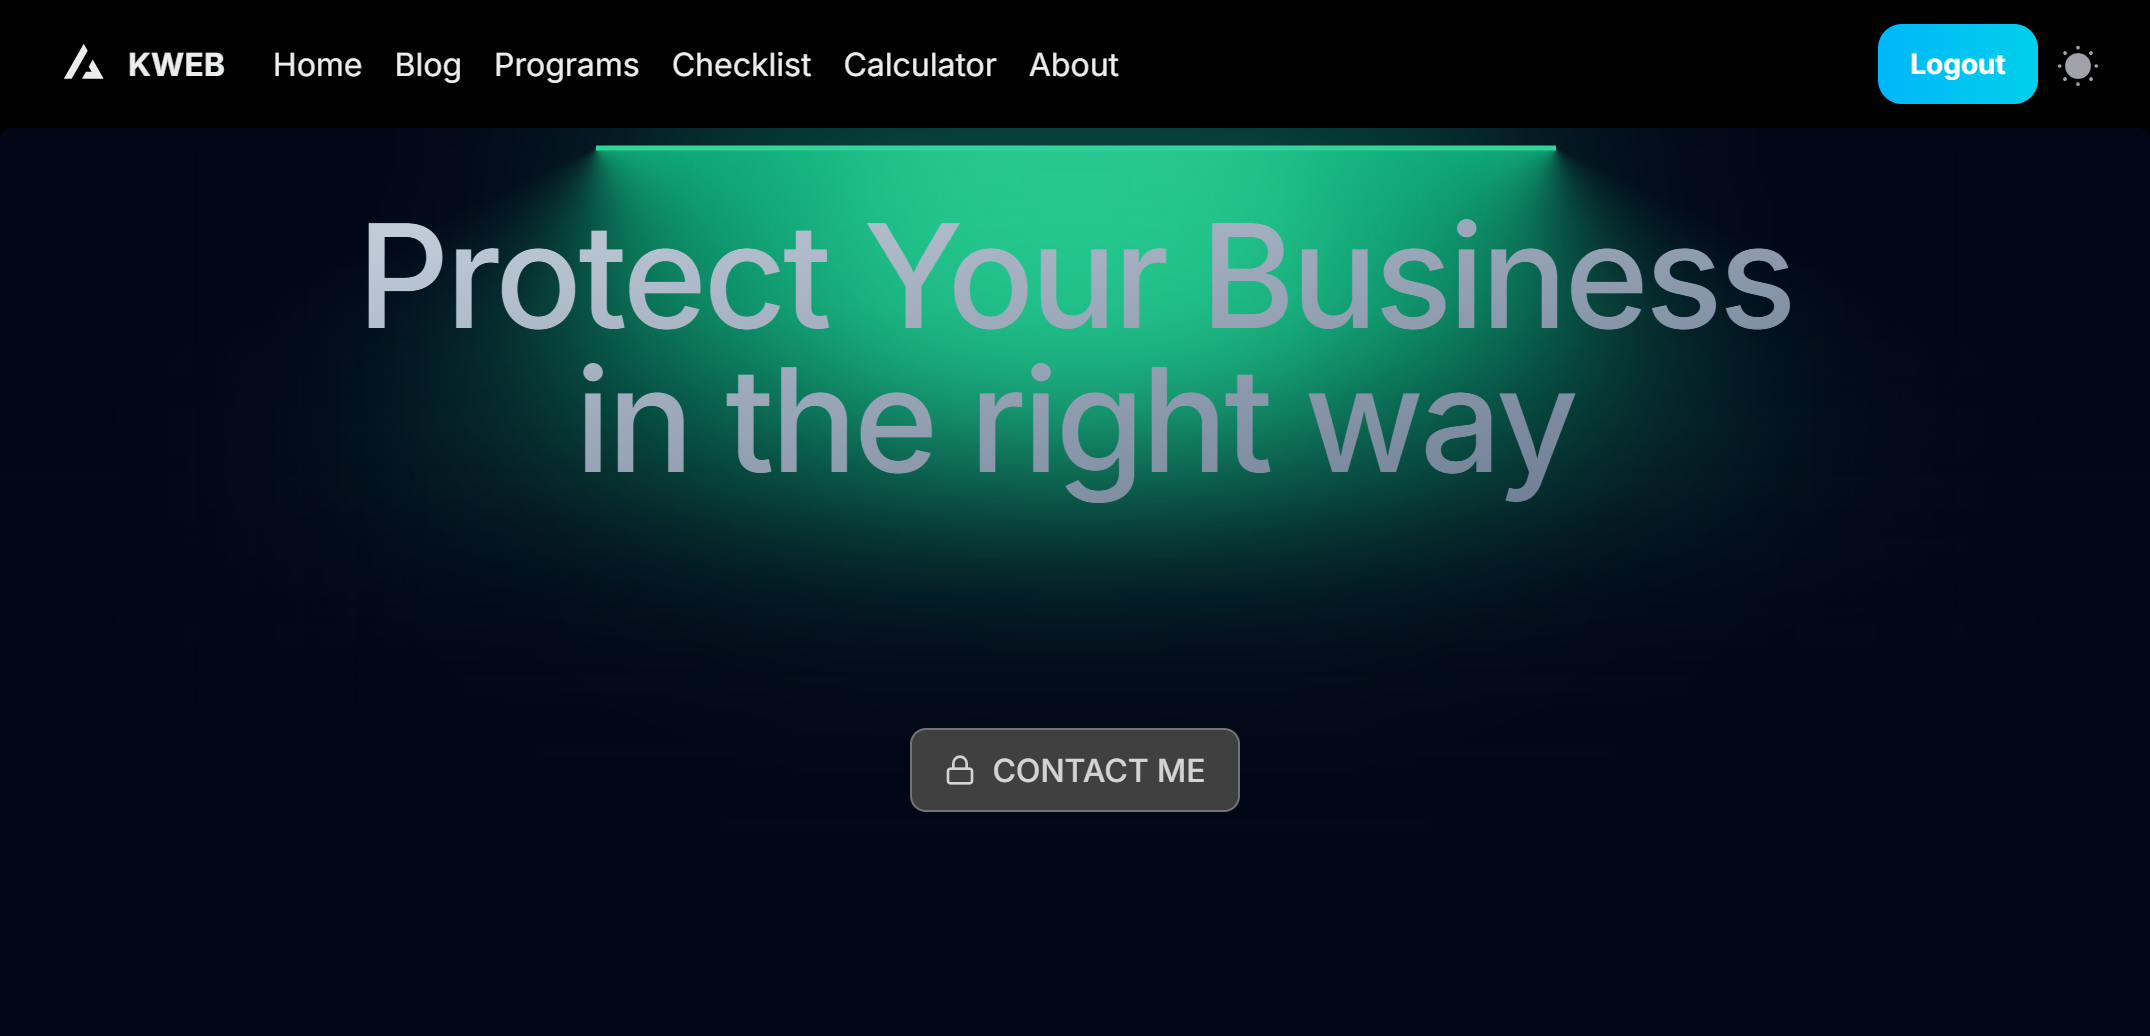 KWEB Home Blog Programs Checklist Calculator About Logout
Protect Your Business
in the right way
CONTACT ME